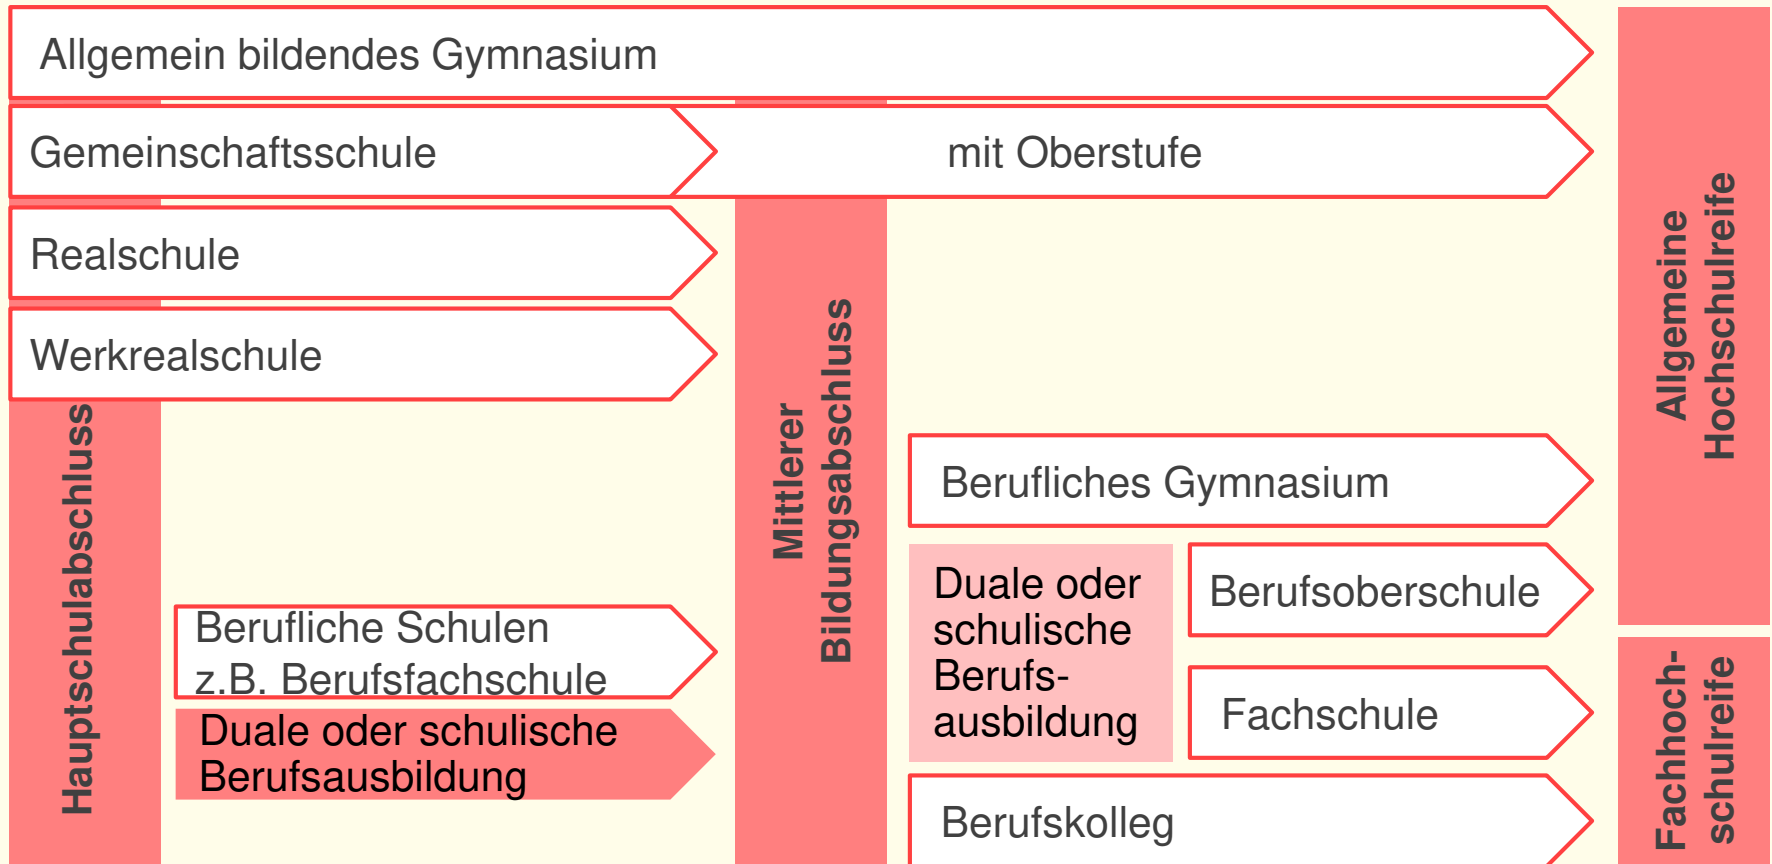 Allgemein bildendes Gymnasium
Gemeinschaftsschule
mit Oberstufe
Realschule
Werkrealschule
Hauptschulabschluss
Berufliche Schulen
z.B. Berufsfachschule
Duale oder schulische
Berufsausbildung
Mittlerer
Bildungsabschluss
Berufliches Gymnasium
Duale oder
schulische
Berufs-
ausbildung
Berufsoberschule
Fachschule
Berufskolleg
Allgemeine
Hochschulreife
Fachhoch-
schulreife